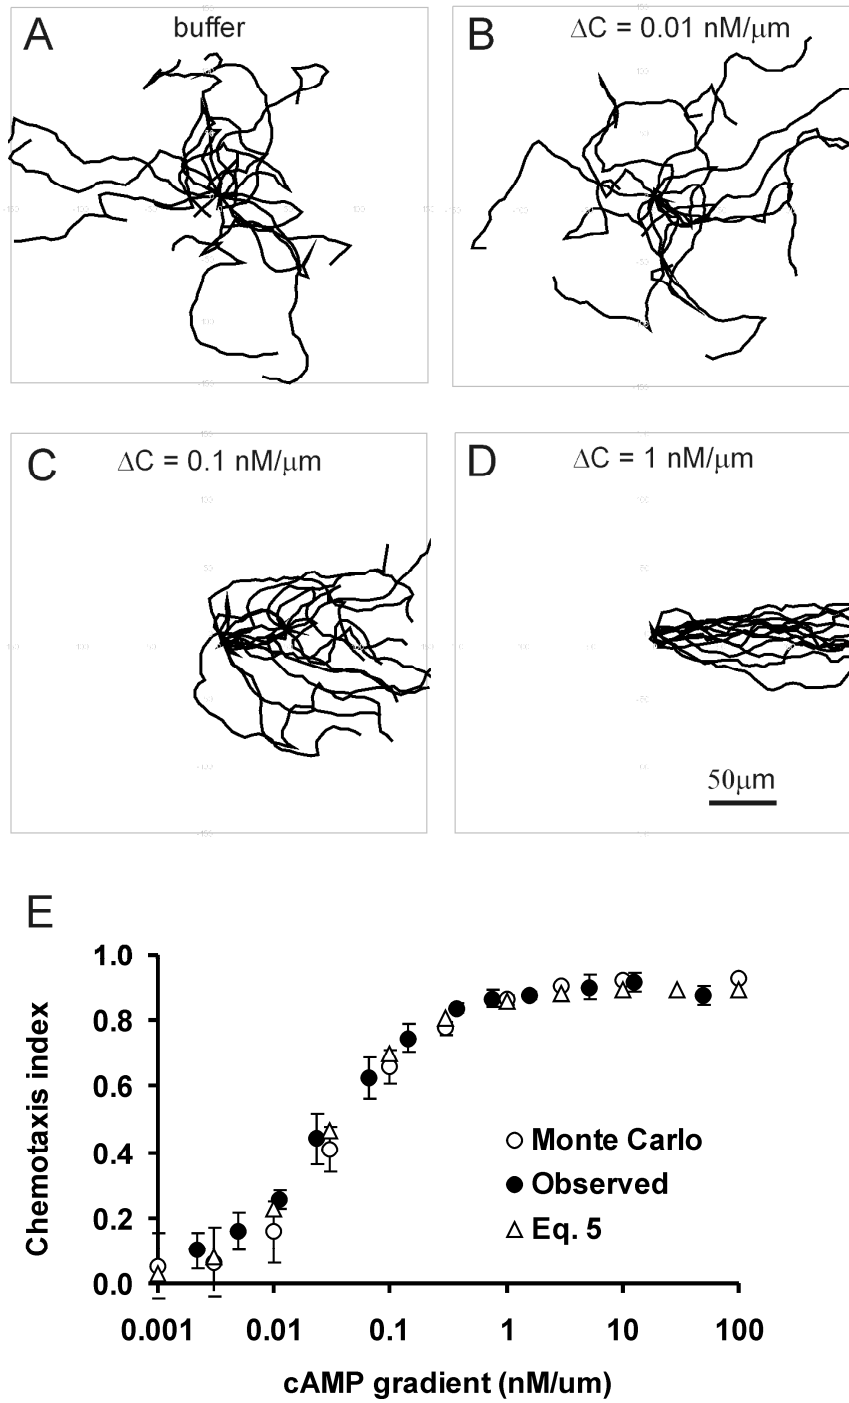 A
buffer
B
ΔC = 0.01 nM/μm
C
ΔC = 0.1 nM/μm
D
ΔC = 1 nM/μm
50μm
E
Chemotaxis index
1.0
0.8
0.6
0.4
0.2
0.0
Monte Carlo
Observed
Eq. 5
0.001 0.01 0.1 1 10 100
cAMP gradient (nM/um)